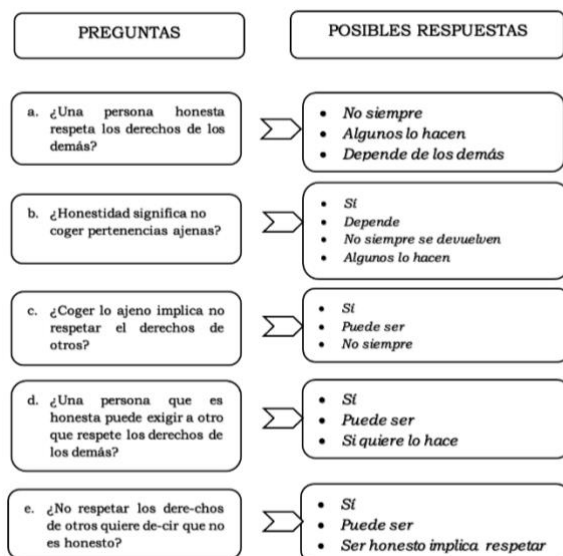 PREGUNTAS
POSIBLES RESPUESTAS
a. ¿Una persona honesta
respeta los derechos de los
demás?
• No siempre
• Algunos lo hacen
• Depende de los demás
b. ¿Honestidad significa no
coger pertenencias ajenas?
• Sí
• Depende
• No siempre se devuelven
• Algunos lo hacen
c. ¿Coger lo ajeno implica no
respetar el derechos de
otros?
• Sí
• Puede ser
• No siempre
d. ¿Una persona que es
honesta puede exigir a otro
que respete los derechos de
los demás?
• Sí
• Puede ser
• Si quiere lo hace
e. ¿No respetar los dere-chos
de otros quiere de-cir que no
es honesto?
• Sí
• Puede ser
• Ser honesto implica respetar